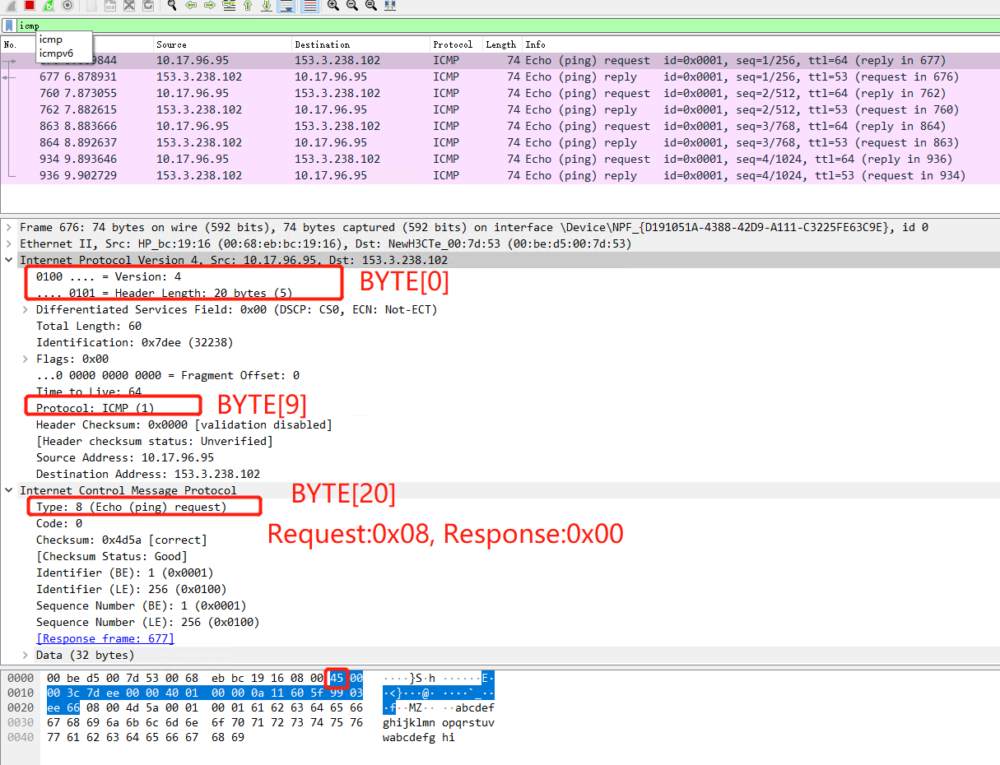 icmp
icmp
icmpv6
No. Source Destination Protocol Length Info
9844 10.17.96.95 153.3.238.102 ICMP 74 Echo (ping) request id=0x0001, seq=1/256, ttl=64 (reply in 677)
677 6.878931 153.3.238.102 10.17.96.95 ICMP 74 Echo (ping) reply id=0x0001, seq=1/256, ttl=53 (request in 676)
760 7.873055 10.17.96.95 153.3.238.102 ICMP 74 Echo (ping) request id=0x0001, seq=2/512, ttl=64 (reply in 762)
762 7.882615 153.3.238.102 10.17.96.95 ICMP 74 Echo (ping) reply id=0x0001, seq=2/512, ttl=53 (request in 760)
863 8.883666 10.17.96.95 153.3.238.102 ICMP 74 Echo (ping) request id=0x0001, seq=3/768, ttl=64 (reply in 864)
864 8.892637 153.3.238.102 10.17.96.95 ICMP 74 Echo (ping) reply id=0x0001, seq=3/768, ttl=53 (request in 863)
934 9.893646 10.17.96.95 153.3.238.102 ICMP 74 Echo (ping) request id=0x0001, seq=4/1024, ttl=64 (reply in 936)
936 9.902729 153.3.238.102 10.17.96.95 ICMP 74 Echo (ping) reply id=0x0001, seq=4/1024, ttl=53 (request in 934)
Frame 676: 74 bytes on wire (592 bits), 74 bytes captured (592 bits) on interface \Device\NPF_{D191051A-4388-42D9-A111-C3225FE63C9E}, id 0
Ethernet II, Src: HP_bc:19:16 (00:68:eb:bc:19:16), Dst: NewH3CTe_00:7d:53 (00:be:d5:00:7d:53)
Internet Protocol Version 4, Src: 10.17.96.95, Dst: 153.3.238.102
0100 .... = Version: 4
BYTE[0]
.... 0101 = Header Length: 20 bytes (5)
Differentiated Services Field: 0x00 (DSCP: CS0, ECN: Not-ECT)
Total Length: 60
Identification: 0x7dee (32238)
Flags: 0x00
...0 0000 0000 0000 = Fragment Offset: 0
Time to Live: 64
Protocol: ICMP (1)
BYTE[9]
Header Checksum: 0x0000 [validation disabled]
[Header checksum status: Unverified]
Source Address: 10.17.96.95
Destination Address: 153.3.238.102
Internet Control Message Protocol
BYTE[20]
Type: 8 (Echo (ping) request)
Code: 0
Request:0x08, Response:0x00
Checksum: 0x4d5a [correct]
[Checksum Status: Good]
Identifier (BE): 1 (0x0001)
Identifier (LE): 256 (0x0100)
Sequence Number (BE): 1 (0x0001)
Sequence Number (LE): 256 (0x0100)
[Response frame: 677]
Data (32 bytes)
0000 00 be d5 00 7d 53 00 68 eb bc 19 16 08 00 45 00 ····}S·h ······E·
0010 00 3c 7d ee 00 00 40 01 00 00 0a 11 60 5f 99 03 ·<}···@· ····`_··
0020 ee 66 08 00 4d 5a 00 01 00 01 61 62 63 64 65 66 ·f··MZ·· ··abcdef
0030 67 68 69 6a 6b 6c 6d 6e 6f 70 71 72 73 74 75 76 ghijklmn opqrstuv
0040 77 61 62 63 64 65 66 67 68 69 wabcdefg hi